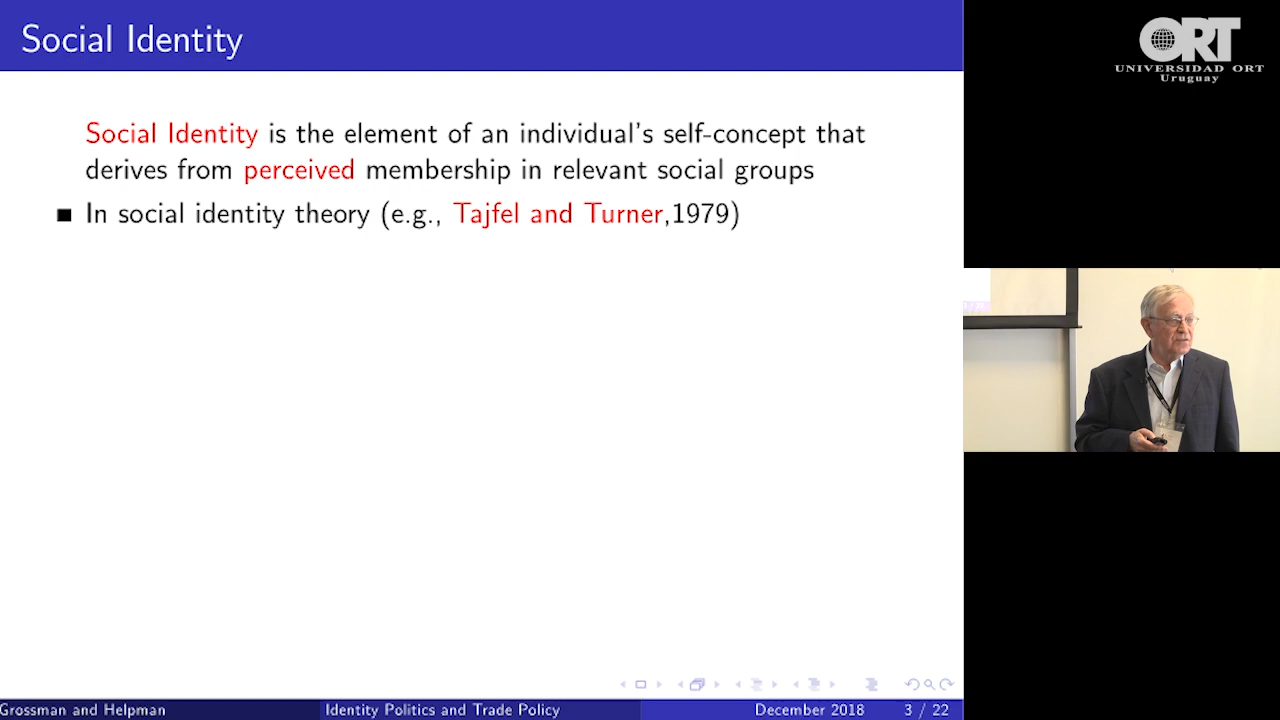 Social Identity
Social Identity is the element of an individual's self-concept that
derives from perceived membership in relevant social groups
In social identity theory (e.g., Tajfel and Turner,1979)
Grossman and Helpman
Identity Politics and Trade Policy
December 2018
3 / 22
ORT
UNIVERSIDAD ORT
Uruguay